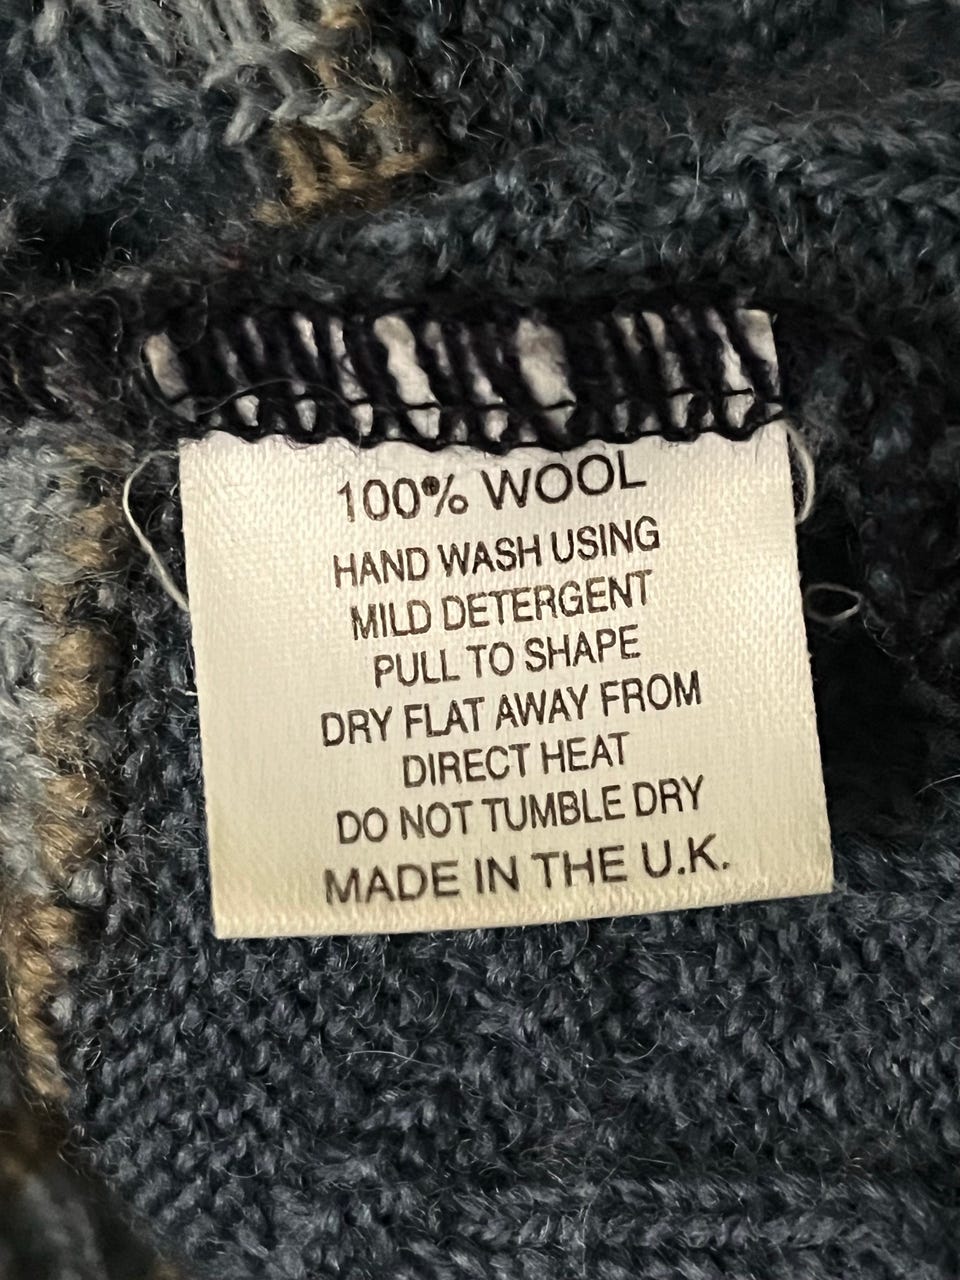 100% WOOL
HAND WASH USING
MILD DETERGENT
PULL TO SHAPE
DRY FLAT AWAY FROM
DIRECT HEAT
DO NOT TUMBLE DRY
MADE IN THE U.K.